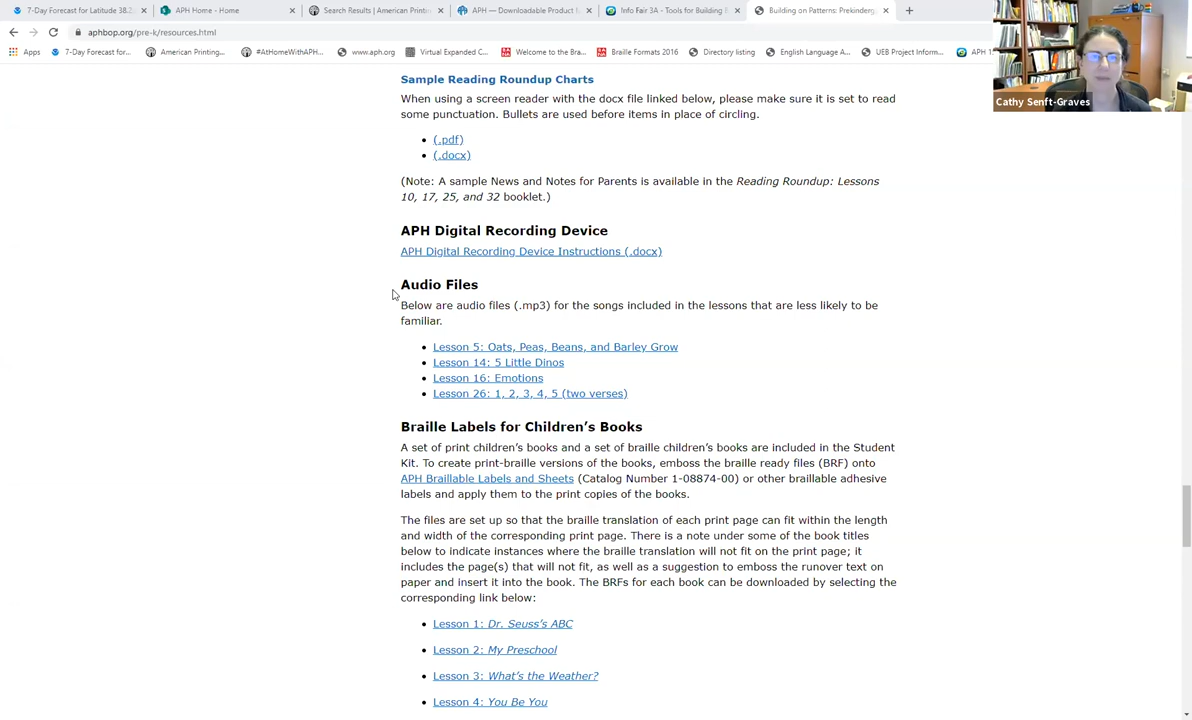 7-Day Forecast for Latitude 38.2
APH Home - Home
Search Results | American Printi
APH — Downloadable Product M
Info Fair 3A - Tools for Building B
Building on Patterns: Prekinderg
aphbop.org/pre-k/resources.html
Apps
7-Day Forecast for...
American Printing...
#AtHomeWithAPH...
www.aph.org
Virtual Expanded C...
Welcome to the Bra...
Braille Formats 2016
Directory listing
English Language A...
UEB Project Inform...
APH 1
Cathy Senft-Graves
Sample Reading Roundup Charts
When using a screen reader with the docx file linked below, please make sure it is set to read
some punctuation. Bullets are used before items in place of circling.
• (.pdf)
• (.docx)
(Note: A sample News and Notes for Parents is available in the Reading Roundup: Lessons
10, 17, 25, and 32 booklet.)
APH Digital Recording Device
APH Digital Recording Device Instructions (.docx)
Audio Files
Below are audio files (.mp3) for the songs included in the lessons that are less likely to be
familiar.
• Lesson 5: Oats, Peas, Beans, and Barley Grow
• Lesson 14: 5 Little Dinos
• Lesson 16: Emotions
• Lesson 26: 1, 2, 3, 4, 5 (two verses)
Braille Labels for Children's Books
A set of print children's books and a set of braille children's books are included in the Student
Kit. To create print-braille versions of the books, emboss the braille ready files (BRF) onto
APH Braillable Labels and Sheets (Catalog Number 1-08874-00) or other braillable adhesive
labels and apply them to the print copies of the books.
The files are set up so that the braille translation of each print page can fit within the length
and width of the corresponding print page. There is a note under some of the book titles
below to indicate instances where the braille translation will not fit on the print page; it
includes the page(s) that will not fit, as well as a suggestion to emboss the runover text on
paper and insert it into the book. The BRFs for each book can be downloaded by selecting the
corresponding link below:
• Lesson 1: Dr. Seuss's ABC
• Lesson 2: My Preschool
• Lesson 3: What's the Weather?
• Lesson 4: You Be You